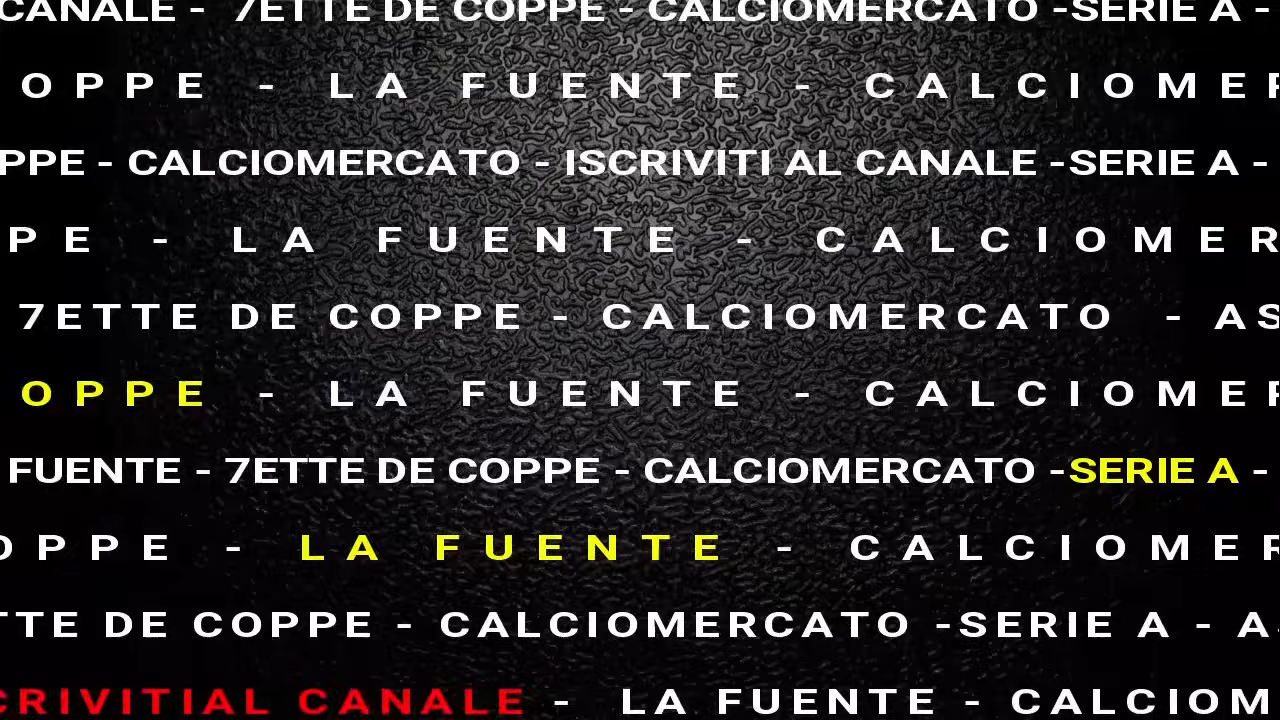 CANALE - 7ETTE DE COPPE - CALCIOMERCATO -SERIE A -
OPPE - LA FUENTE - CALCIOMER
PPE - CALCIOMERCATO - ISCRIVITI AL CANALE -SERIE A -
PE - LA FUENTE - CALCIOMER
7ETTE DE COPPE - CALCIOMERCATO - AS
OPPE - LA FUENTE - CALCIOMER
FUENTE - 7ETTE DE COPPE - CALCIOMERCATO -SERIE A -
OPPE - LA FUENTE - CALCIOMER
TTE DE COPPE - CALCIOMERCATO -SERIE A - A
CRIVITIAL CANALE - LA FUENTE - CALCIOM